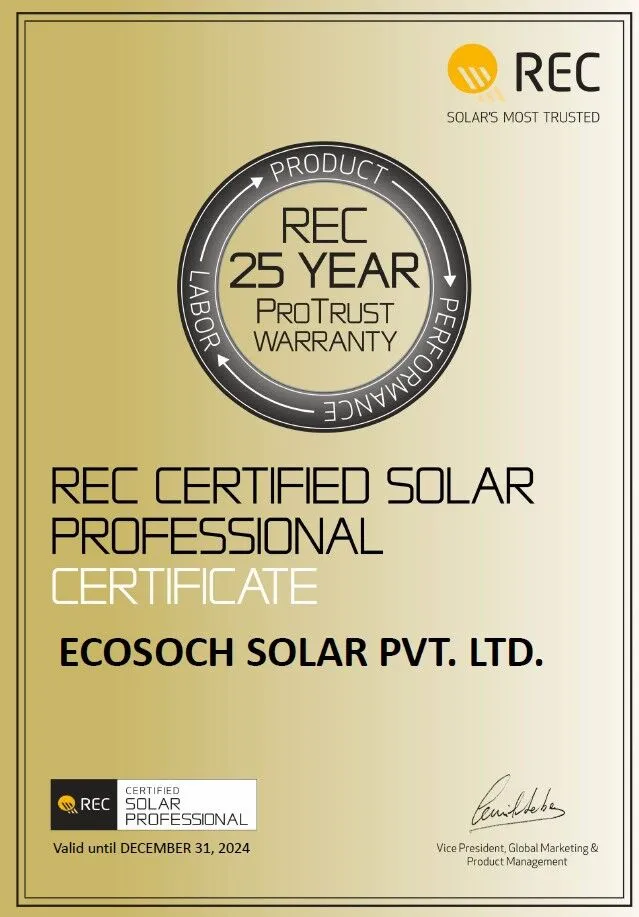 REC
SOLAR'S MOST TRUSTED
PRODUCT
PERFORMANCE
LABOR
REC
25 YEAR
PROTRUST
WARRANTY
REC CERTIFIED SOLAR
PROFESSIONAL
CERTIFICATE
ECOSOCH SOLAR PVT. LTD.
REC
CERTIFIED
SOLAR
PROFESSIONAL
Valid until DECEMBER 31, 2024
Vice President, Global Marketing &
Product Management